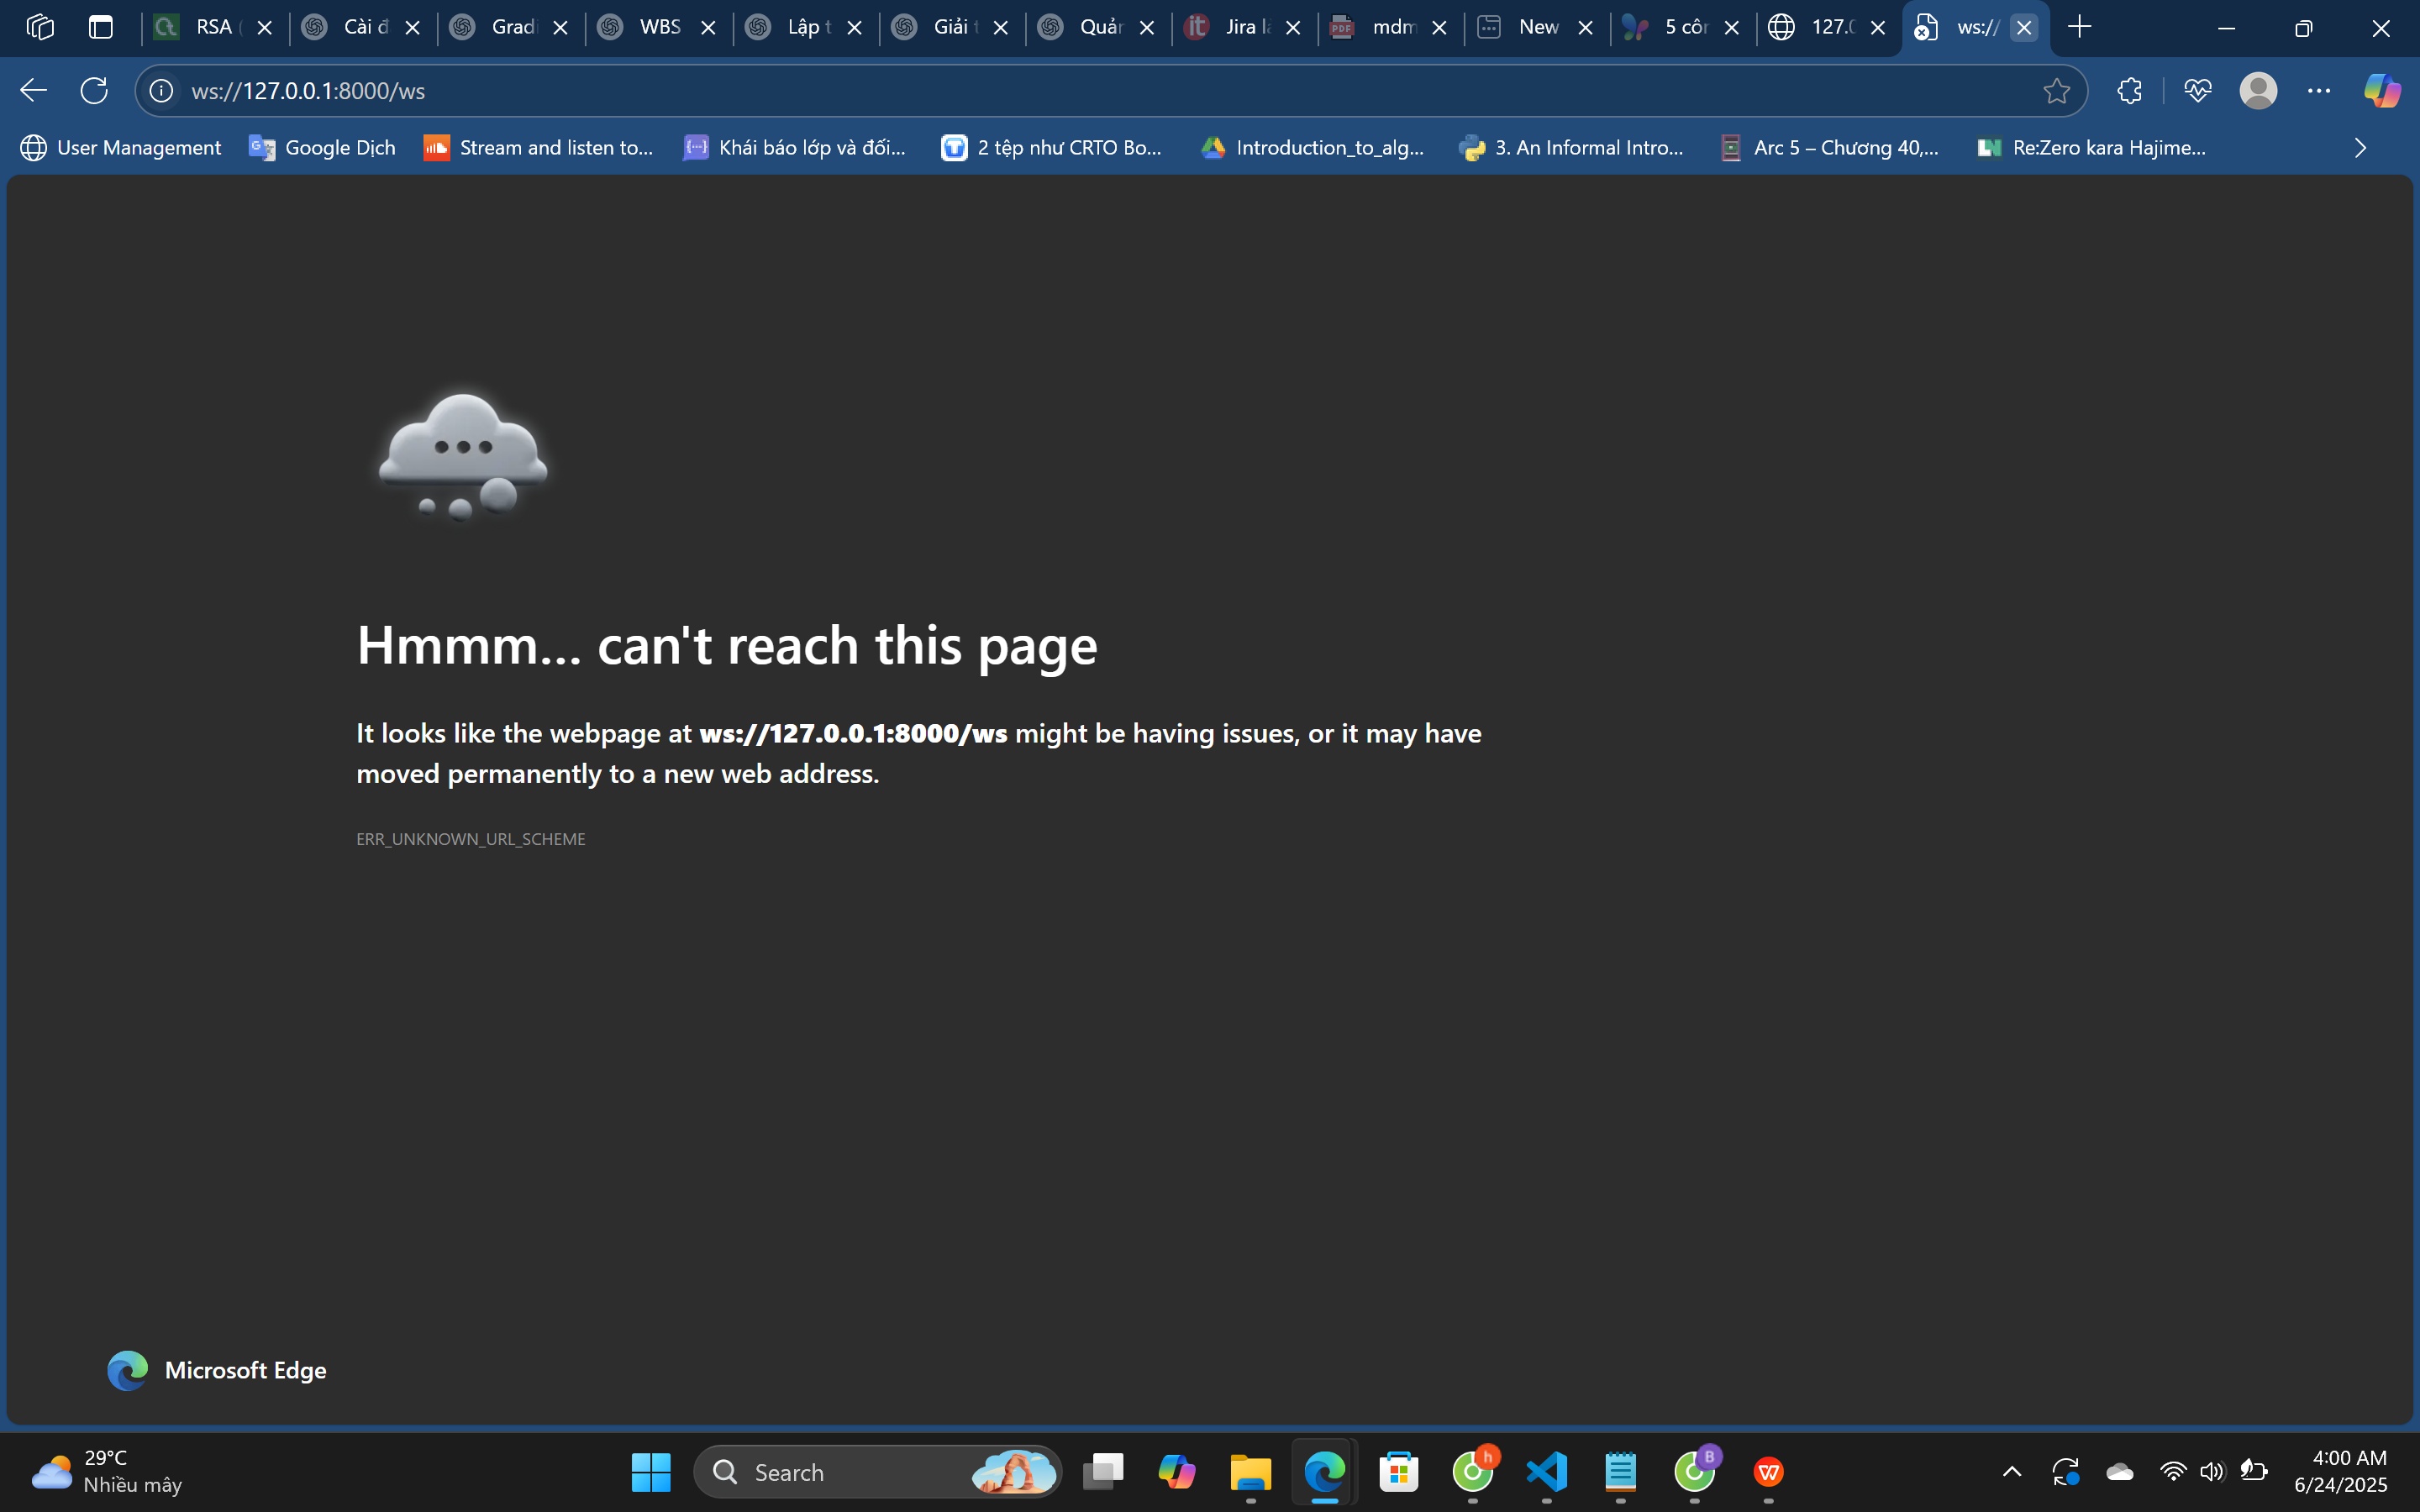 RSA ( Cài đ Gradi WBS Lập t Giải t Quản Jira là mdm New 5 côn 127.0 ws://
ws://127.0.0.1:8000/ws
User Management Google Dịch Stream and listen to... Khái báo lớp và đối... 2 tệp như CRTO Bo... Introduction_to_alg... 3. An Informal Intro... Arc 5 – Chương 40,... Re:Zero kara Hajime...
Hmmm... can't reach this page
It looks like the webpage at ws://127.0.0.1:8000/ws might be having issues, or it may have
moved permanently to a new web address.
ERR_UNKNOWN_URL_SCHEME
Microsoft Edge
29°C
Nhiều mây
Search
4:00 AM
6/24/2025